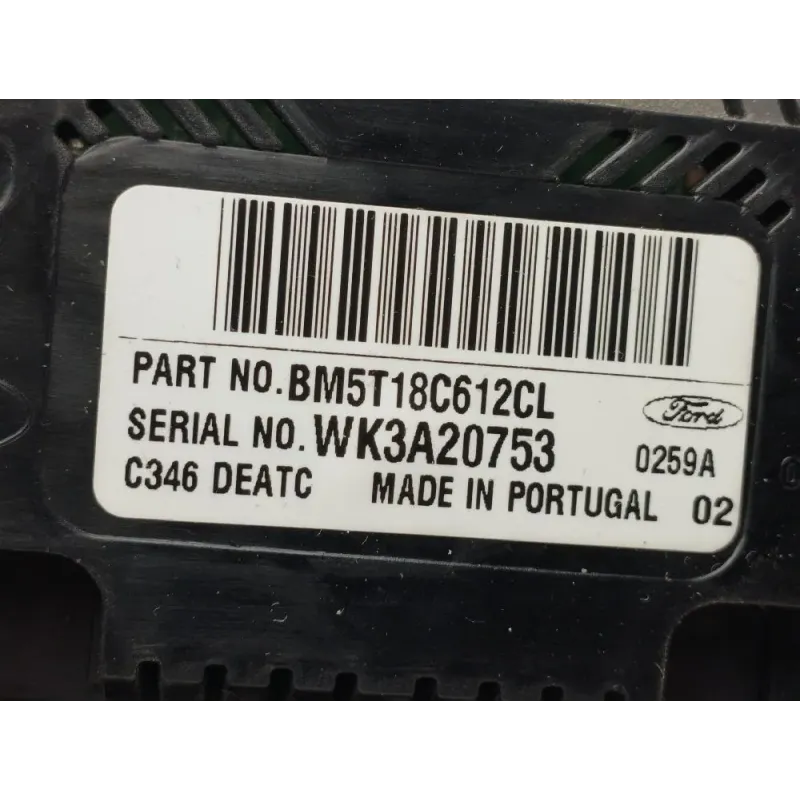 PART NO. BM5T18C612CL
Ford
SERIAL NO. WK3A20753
0259A
C346 DEATC MADE IN PORTUGAL 02